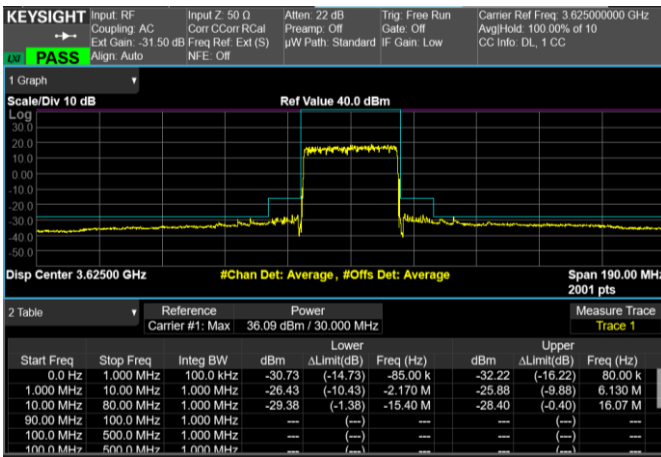 KEYSIGHT Input: RF Input Z: 50 Ω Atten: 22 dB Trig: Free Run Carrier Ref Freq: 3.625000000 GHz
Coupling: AC Corr CCorr RCal Preamp: Off Gate: Off Avg|Hold: 100.00% of 10
Ext Gain: -31.50 dB Freq Ref: Ext (S) µW Path: Standard IF Gain: Low CC Info: DL, 1 CC
LXI PASS Align: Auto NFE: Off
1 Graph
Scale/Div 10 dB Ref Value 40.0 dBm
Log
30.0
20.0
10.0
0.00
-10.0
-20.0
-30.0
-40.0
-50.0
Disp Center 3.62500 GHz #Chan Det: Average , #Offs Det: Average Span 190.00 MHz
2001 pts
2 Table Reference Power Measure Trace
Carrier #1: Max 36.09 dBm / 30.000 MHz Trace 1
Lower Upper
Start Freq Stop Freq Integ BW dBm ΔLimit(dB) Freq (Hz) dBm ΔLimit(dB) Freq (Hz)
0.0 Hz 1.000 MHz 100.0 kHz -30.73 (-14.73) -85.00 k -32.22 (-16.22) 80.00 k
1.000 MHz 10.00 MHz 1.000 MHz -26.43 (-10.43) -2.170 M -25.88 (-9.88) 6.130 M
10.00 MHz 80.00 MHz 1.000 MHz -29.38 (-1.38) -15.40 M -28.40 (-0.40) 16.07 M
90.00 MHz 100.0 MHz 1.000 MHz --- (---) --- --- (---) ---
100.0 MHz 500.0 MHz 1.000 MHz --- (---) --- --- (---) ---
100.0 MHz 500.0 MHz 1.000 MHz --- (---) --- --- (---) ---